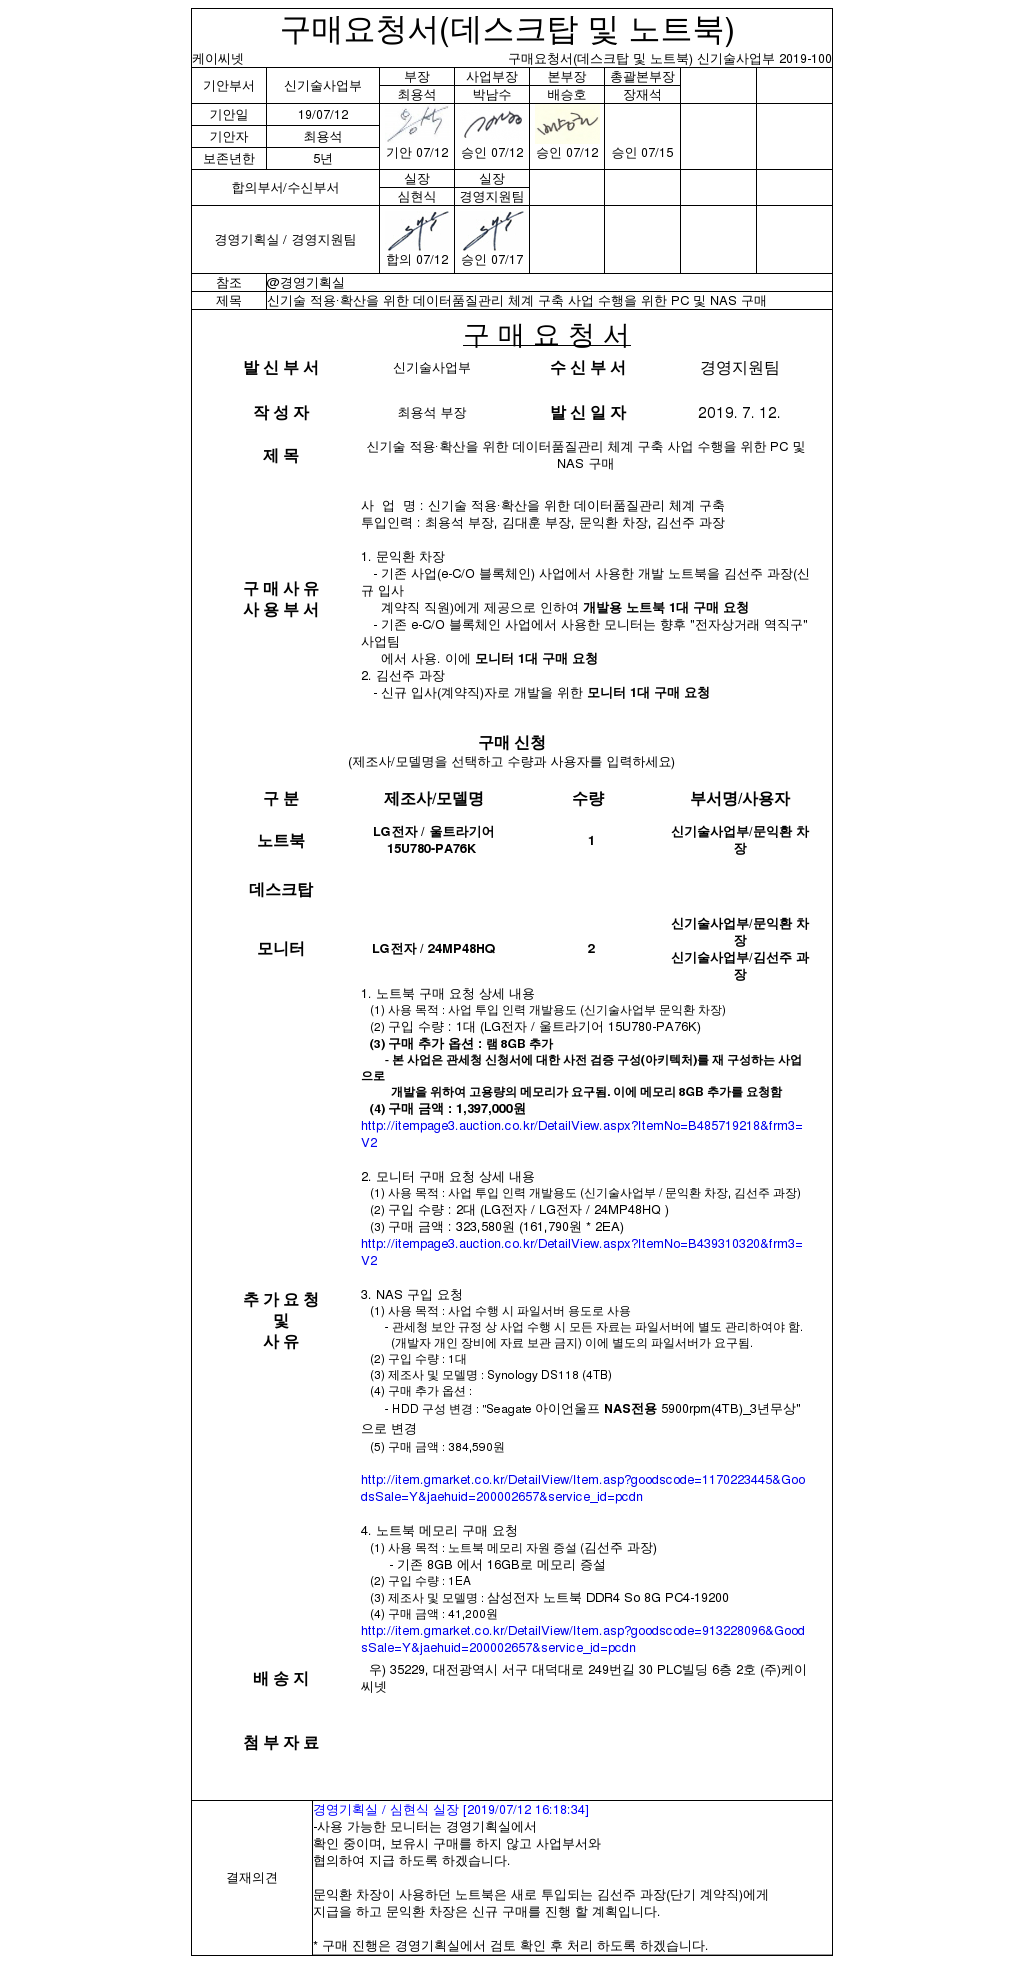 구매요청서(데스크탑 및 노트북)
케이씨넷 구매요청서(데스크탑 및 노트북) 신기술사업부 2019-100
기안부서 신기술사업부 부장 사업부장 본부장 총괄본부장
최용석 박남수 배승호 장재석
기안일 19/07/12
기안자 최용석
보존년한 5년
기안 07/12 승인 07/12 승인 07/12 승인 07/15
합의부서/수신부서 실장 실장
심현식 경영지원팀
경영기획실 / 경영지원팀
합의 07/12 승인 07/17
참조 @경영기획실
제목 신기술 적용·확산을 위한 데이터품질관리 체계 구축 사업 수행을 위한 PC 및 NAS 구매
구 매 요 청 서
발 신 부 서 신기술사업부 수 신 부 서 경영지원팀
작 성 자 최용석 부장 발 신 일 자 2019. 7. 12.
제 목 신기술 적용·확산을 위한 데이터품질관리 체계 구축 사업 수행을 위한 PC 및
NAS 구매
구 매 사 유
사 용 부 서
사 업 명 : 신기술 적용·확산을 위한 데이터품질관리 체계 구축
투입인력 : 최용석 부장, 김대훈 부장, 문익환 차장, 김선주 과장
1. 문익환 차장
- 기존 사업(e-C/O 블록체인) 사업에서 사용한 개발 노트북을 김선주 과장(신
규 입사
계약직 직원)에게 제공으로 인하여 개발용 노트북 1대 구매 요청
- 기존 e-C/O 블록체인 사업에서 사용한 모니터는 향후 "전자상거래 역직구"
사업팀
에서 사용. 이에 모니터 1대 구매 요청
2. 김선주 과장
- 신규 입사(계약직)자로 개발을 위한 모니터 1대 구매 요청
구매 신청
(제조사/모델명을 선택하고 수량과 사용자를 입력하세요)
구 분 제조사/모델명 수량 부서명/사용자
노트북 LG전자 / 울트라기어
15U780-PA76K 1 신기술사업부/문익환 차
장
데스크탑
모니터 LG전자 / 24MP48HQ 2 신기술사업부/문익환 차
장
신기술사업부/김선주 과
장
추 가 요 청
및
사 유
1. 노트북 구매 요청 상세 내용
(1) 사용 목적 : 사업 투입 인력 개발용도 (신기술사업부 문익환 차장)
(2) 구입 수량 : 1대 (LG전자 / 울트라기어 15U780-PA76K)
(3) 구매 추가 옵션 : 램 8GB 추가
- 본 사업은 관세청 신청서에 대한 사전 검증 구성(아키텍처)를 재 구성하는 사업
으로
개발을 위하여 고용량의 메모리가 요구됨. 이에 메모리 8GB 추가를 요청함
(4) 구매 금액 : 1,397,000원
http://itempage3.auction.co.kr/DetailView.aspx?ItemNo=B485719218&frm3=
V2
2. 모니터 구매 요청 상세 내용
(1) 사용 목적 : 사업 투입 인력 개발용도 (신기술사업부 / 문익환 차장, 김선주 과장)
(2) 구입 수량 : 2대 (LG전자 / LG전자 / 24MP48HQ )
(3) 구매 금액 : 323,580원 (161,790원 * 2EA)
http://itempage3.auction.co.kr/DetailView.aspx?ItemNo=B439310320&frm3=
V2
3. NAS 구입 요청
(1) 사용 목적 : 사업 수행 시 파일서버 용도로 사용
- 관세청 보안 규정 상 사업 수행 시 모든 자료는 파일서버에 별도 관리하여야 함.
(개발자 개인 장비에 자료 보관 금지) 이에 별도의 파일서버가 요구됨.
(2) 구입 수량 : 1대
(3) 제조사 및 모델명 : Synology DS118 (4TB)
(4) 구매 추가 옵션 :
- HDD 구성 변경 : "Seagate 아이언울프 NAS전용 5900rpm(4TB)_3년무상"
으로 변경
(5) 구매 금액 : 384,590원
http://item.gmarket.co.kr/DetailView/Item.asp?goodscode=1170223445&Goo
dsSale=Y&jaehuid=200002657&service_id=pcdn
4. 노트북 메모리 구매 요청
(1) 사용 목적 : 노트북 메모리 자원 증설 (김선주 과장)
- 기존 8GB 에서 16GB로 메모리 증설
(2) 구입 수량 : 1EA
(3) 제조사 및 모델명 : 삼성전자 노트북 DDR4 So 8G PC4-19200
(4) 구매 금액 : 41,200원
http://item.gmarket.co.kr/DetailView/Item.asp?goodscode=913228096&Good
sSale=Y&jaehuid=200002657&service_id=pcdn
배 송 지 우) 35229, 대전광역시 서구 대덕대로 249번길 30 PLC빌딩 6층 2호 (주)케이
씨넷
첨 부 자 료
결재의견
경영기획실 / 심현식 실장 [2019/07/12 16:18:34]
-사용 가능한 모니터는 경영기획실에서
확인 중이며, 보유시 구매를 하지 않고 사업부서와
협의하여 지급 하도록 하겠습니다.
문익환 차장이 사용하던 노트북은 새로 투입되는 김선주 과장(단기 계약직)에게
지급을 하고 문익환 차장은 신규 구매를 진행 할 계획입니다.
* 구매 진행은 경영기획실에서 검토 확인 후 처리 하도록 하겠습니다.